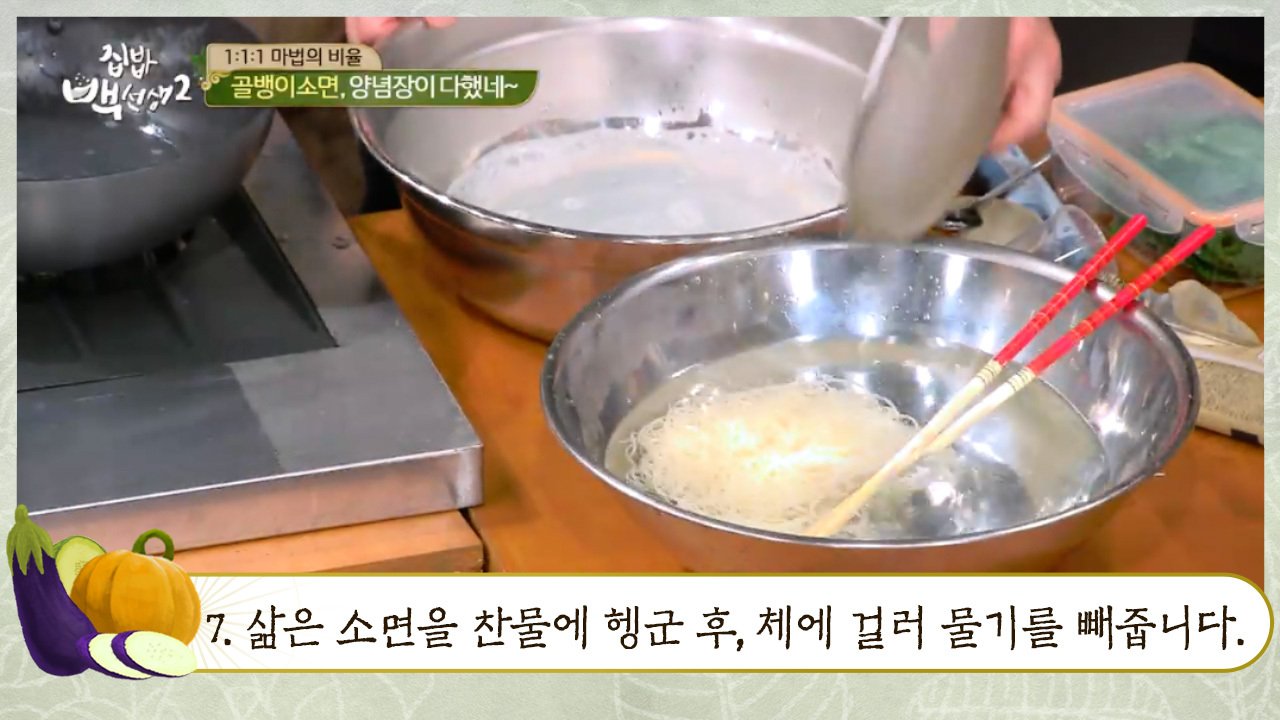 집밥
백선생2
1:1:1 마법의 비율
골뱅이소면, 양념장이 다했네~
7. 삶은 소면을 찬물에 헹군 후, 체에 걸러 물기를 빼줍니다.